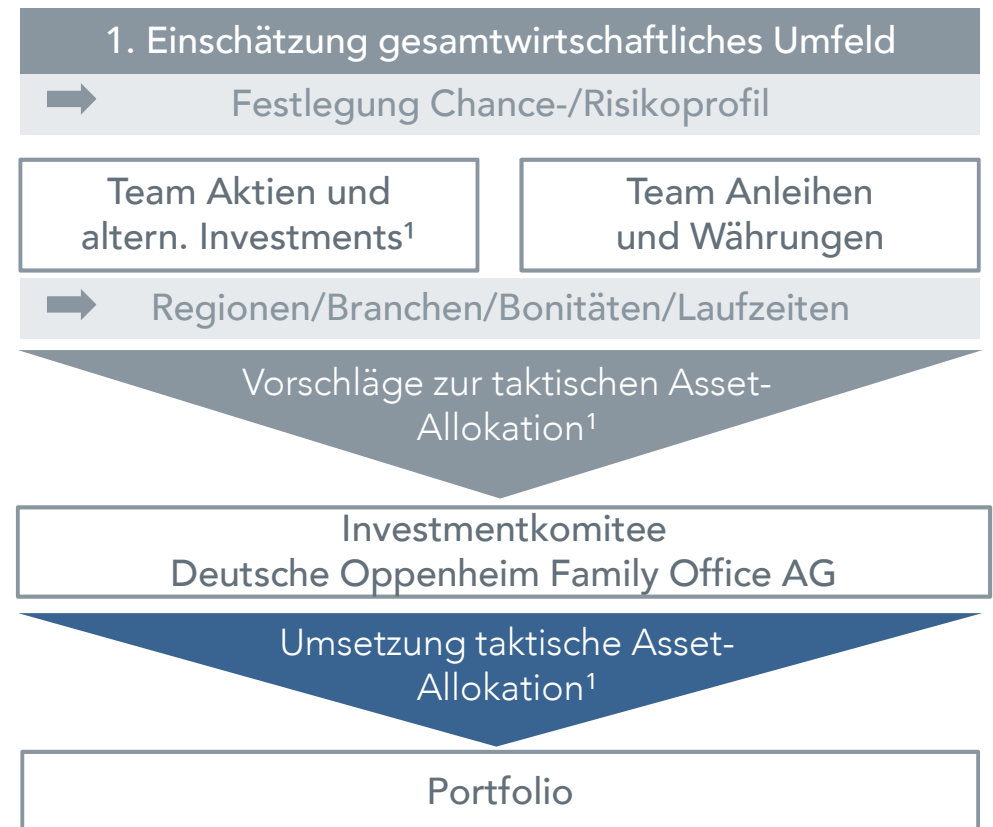 1. Einschätzung gesamtwirtschaftliches Umfeld
Festlegung Chance-/Risikoprofil
Team Aktien und
altern. Investments¹
Team Anleihen
und Währungen
Regionen/Branchen/Bonitäten/Laufzeiten
Vorschläge zur taktischen Asset-
Allokation¹
Investmentkomitee
Deutsche Oppenheim Family Office AG
Umsetzung taktische Asset-
Allokation¹
Portfolio